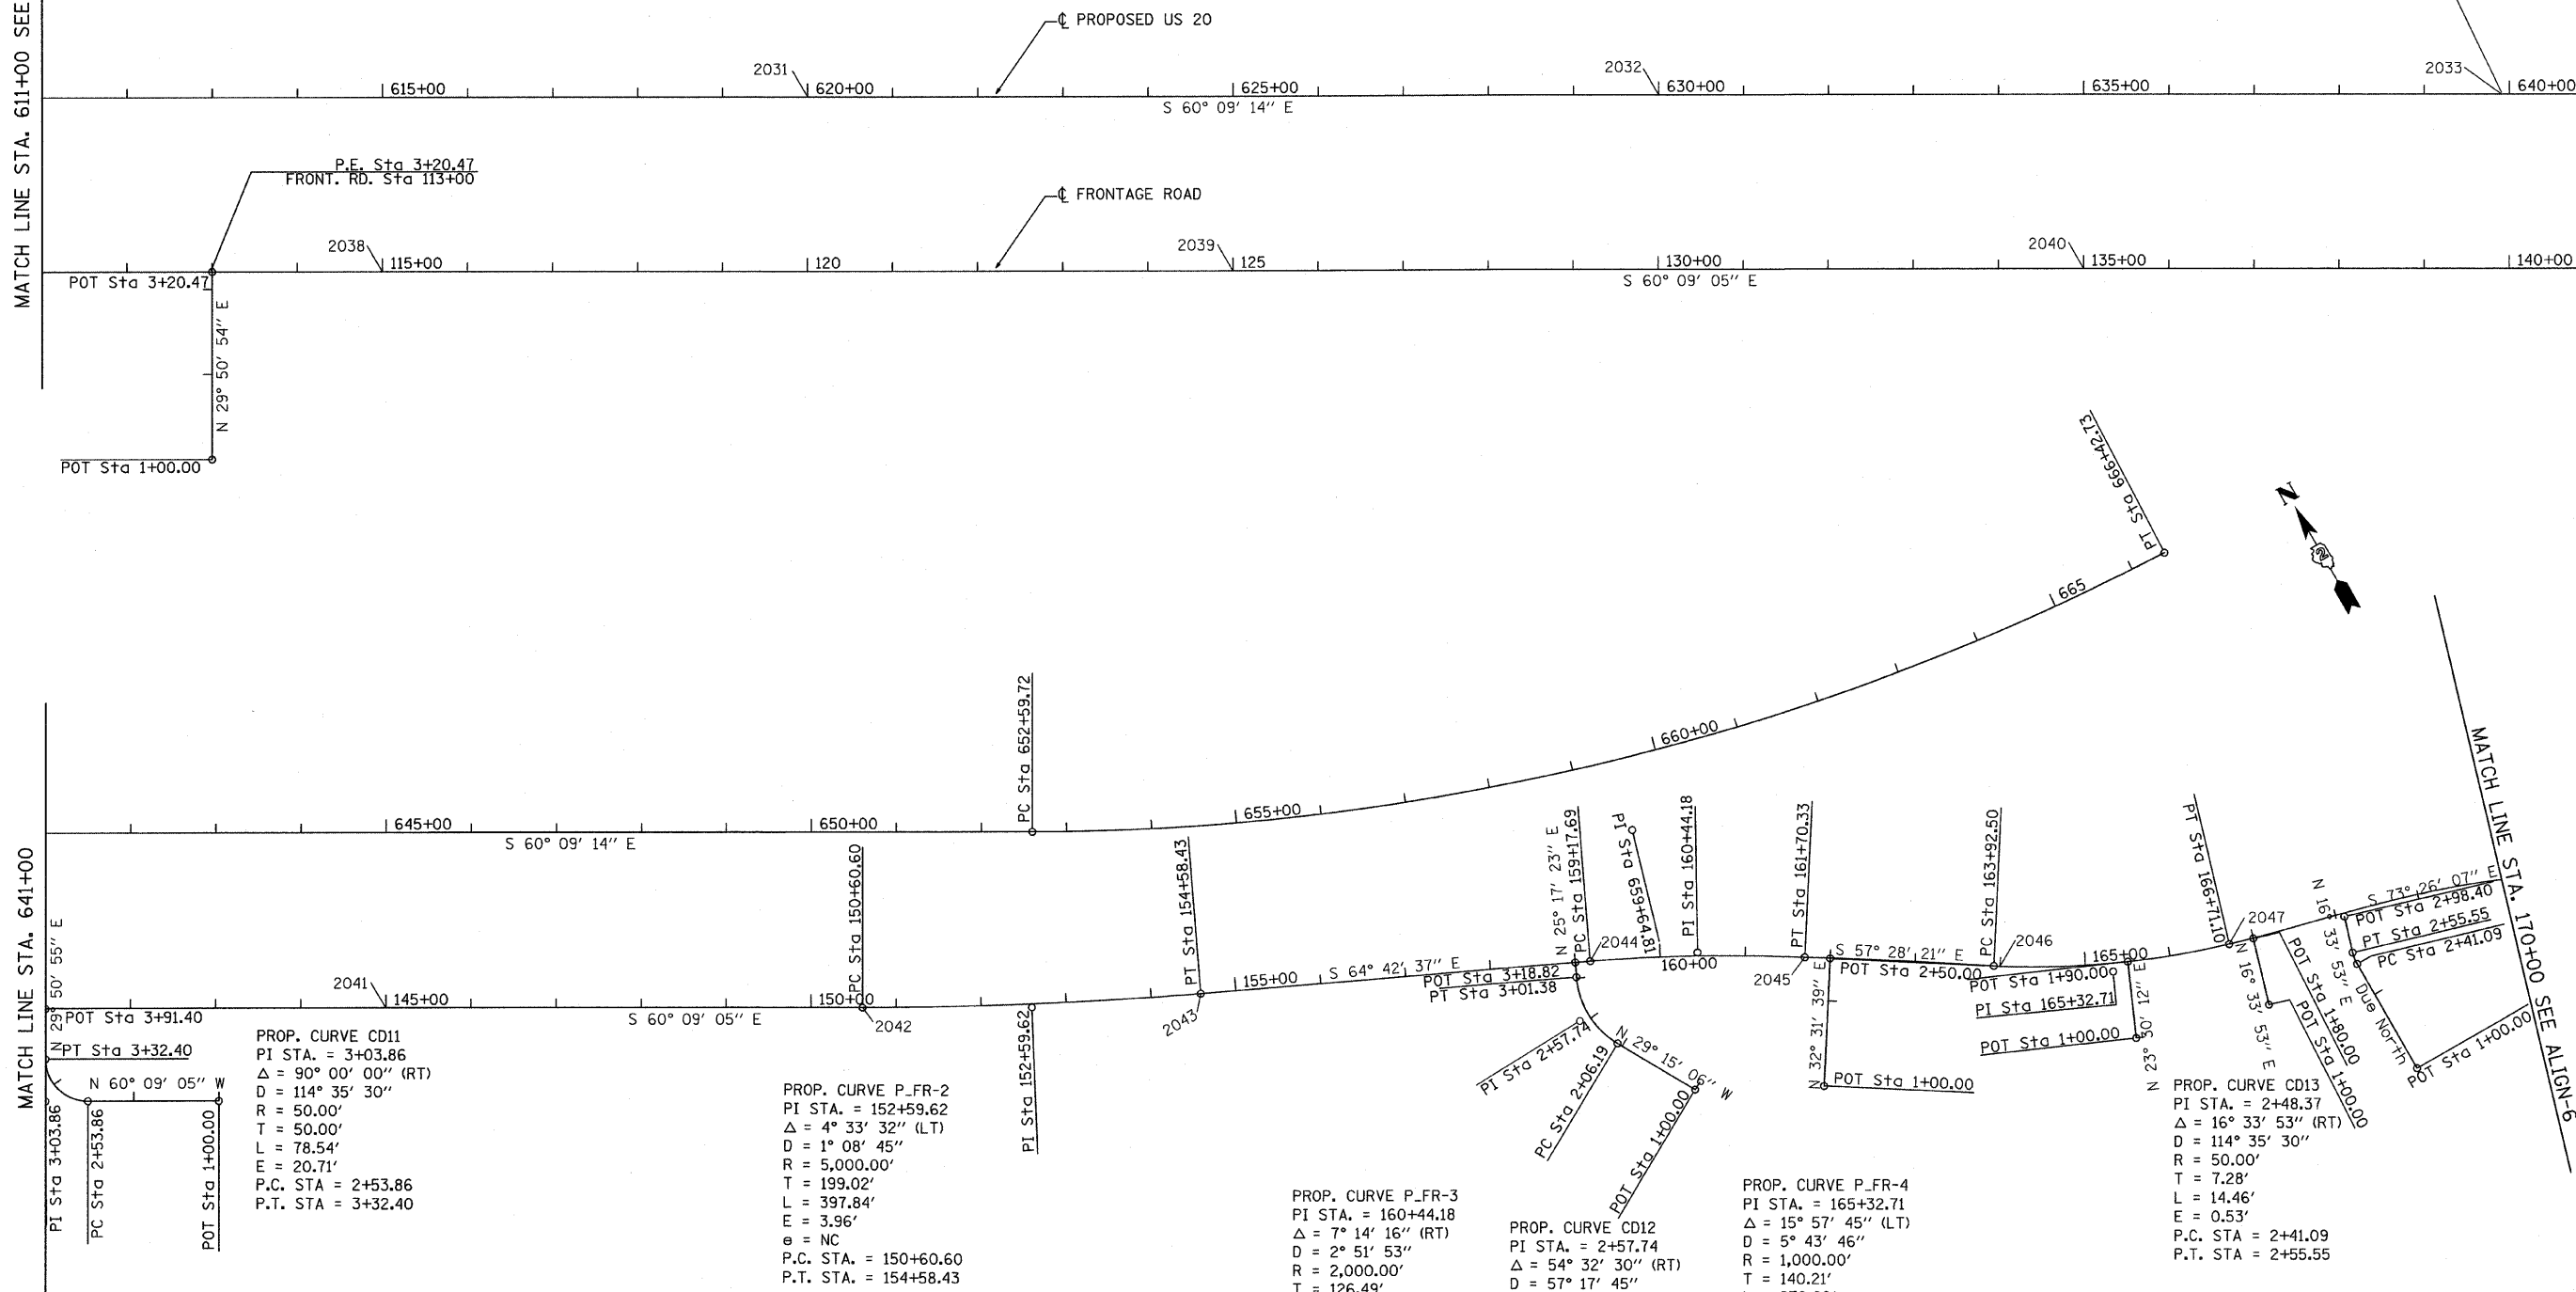 MATCH LINE STA. 611+00 SEE
℄ PROPOSED US 20
2031
2032
2033
615+00
620+00
625+00
630+00
635+00
640+00
S 60° 09' 14" E
P.E. Sta 3+20.47
FRONT. RD. Sta 113+00
℄ FRONTAGE ROAD
2038
2039
2040
115+00
120
125
130+00
135+00
140+00
POT Sta 3+20.47
S 60° 09' 05" E
N 29° 50' 54" E
POT Sta 1+00.00
PT Sta 666+42.73
N
2
665
660+00
PC Sta 652+59.72
MATCH LINE STA. 641+00
645+00
650+00
655+00
S 60° 09' 14" E
N 29° 50' 55" E
2041
145+00
150+00
155+00
S 60° 09' 05" E
PC Sta 150+60.60
2042
PI Sta 152+59.62
PT Sta 154+58.43
2043
S 64° 42' 37" E
N 25° 17' 23" E
PC Sta 159+17.69
PI Sta 659+64.81
2044
PI Sta 160+44.18
160+00
PT Sta 161+70.33
2045
S 57° 28' 21" E
PC Sta 163+92.50
2046
165+00
PT Sta 166+71.10
2047
POT Sta 3+18.82
PT Sta 3+01.38
PI Sta 2+57.74
PC Sta 2+06.19
N 29° 15' 06" W
POT Sta 1+00.00
N 32° 31' 39" E
POT Sta 2+50.00
POT Sta 1+00.00
POT Sta 1+90.00
PI Sta 165+32.71
POT Sta 1+00.00
N 23° 30' 12" E
N 16° 33' 53" E
POT Sta 1+80.00
POT Sta 1+00.00
N 16° 33' 53" E
S 73° 26' 07" E
POT Sta 2+98.40
PT Sta 2+55.55
PC Sta 2+41.09
Due North
POT Sta 1+00.00
MATCH LINE STA. 170+00 SEE ALIGN-6
POT Sta 3+91.40
PT Sta 3+32.40
N 60° 09' 05" W
PI Sta 3+03.86
PC Sta 2+53.86
POT Sta 1+00.00
PROP. CURVE CD11
PI STA. = 3+03.86
Δ = 90° 00' 00" (RT)
D = 114° 35' 30"
R = 50.00'
T = 50.00'
L = 78.54'
E = 20.71'
P.C. STA = 2+53.86
P.T. STA = 3+32.40
PROP. CURVE P_FR-2
PI STA. = 152+59.62
Δ = 4° 33' 32" (LT)
D = 1° 08' 45"
R = 5,000.00'
T = 199.02'
L = 397.84'
E = 3.96'
e = NC
P.C. STA. = 150+60.60
P.T. STA. = 154+58.43
PROP. CURVE P_FR-3
PI STA. = 160+44.18
Δ = 7° 14' 16" (RT)
D = 2° 51' 53"
R = 2,000.00'
T = 126.49'
PROP. CURVE CD12
PI STA. = 2+57.74
Δ = 54° 32' 30" (RT)
D = 57° 17' 45"
PROP. CURVE P_FR-4
PI STA. = 165+32.71
Δ = 15° 57' 45" (LT)
D = 5° 43' 46"
R = 1,000.00'
T = 140.21'
PROP. CURVE CD13
PI STA. = 2+48.37
Δ = 16° 33' 53" (RT)
D = 114° 35' 30"
R = 50.00'
T = 7.28'
L = 14.46'
E = 0.53'
P.C. STA = 2+41.09
P.T. STA = 2+55.55